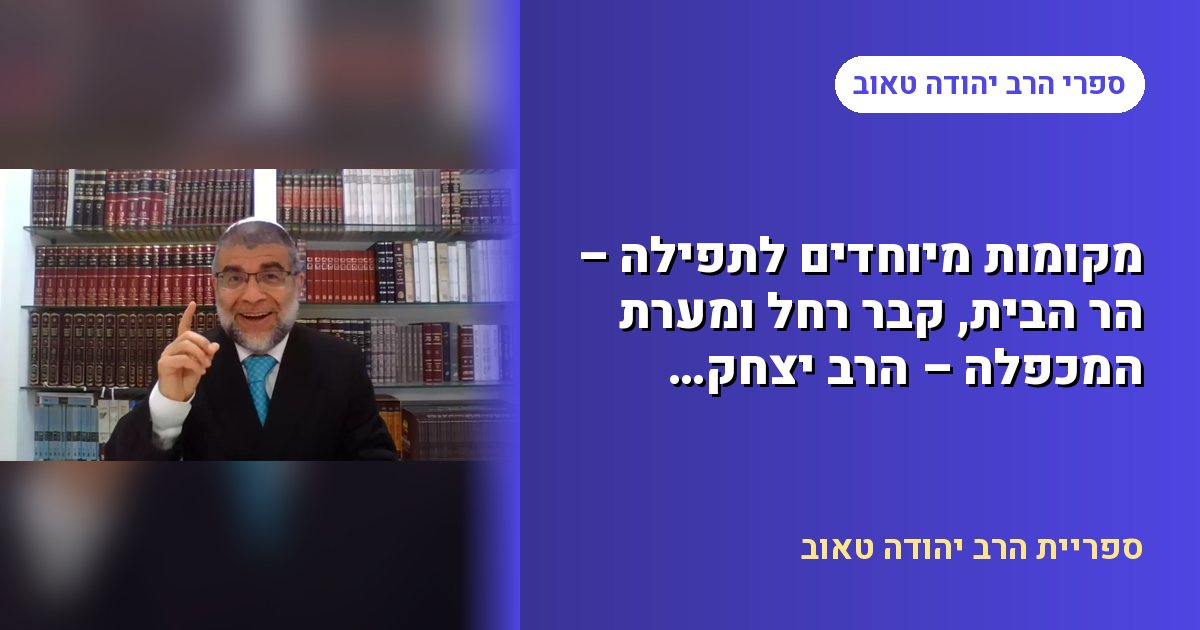 ספרי הרב יהודה טאוב
מקומות מיוחדים לתפילה –
הר הבית, קבר רחל ומערת
המכפלה – הרב יצחק...
ספריית הרב יהודה טאוב